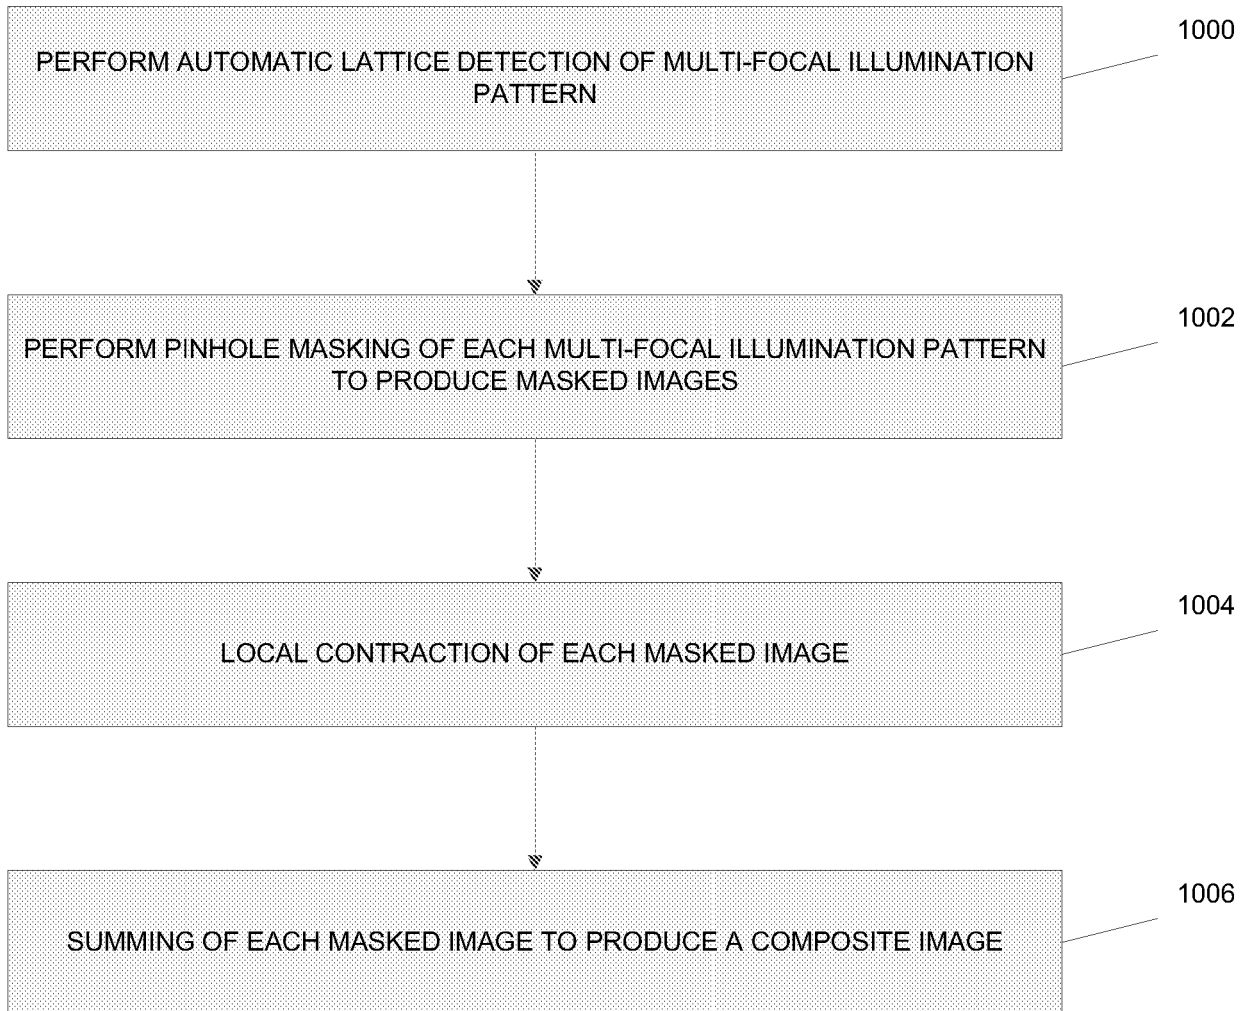 1000
PERFORM AUTOMATIC LATTICE DETECTION OF MULTI-FOCAL ILLUMINATION
PATTERN
1002
PERFORM PINHOLE MASKING OF EACH MULTI-FOCAL ILLUMINATION PATTERN
TO PRODUCE MASKED IMAGES
1004
LOCAL CONTRACTION OF EACH MASKED IMAGE
1006
SUMMING OF EACH MASKED IMAGE TO PRODUCE A COMPOSITE IMAGE